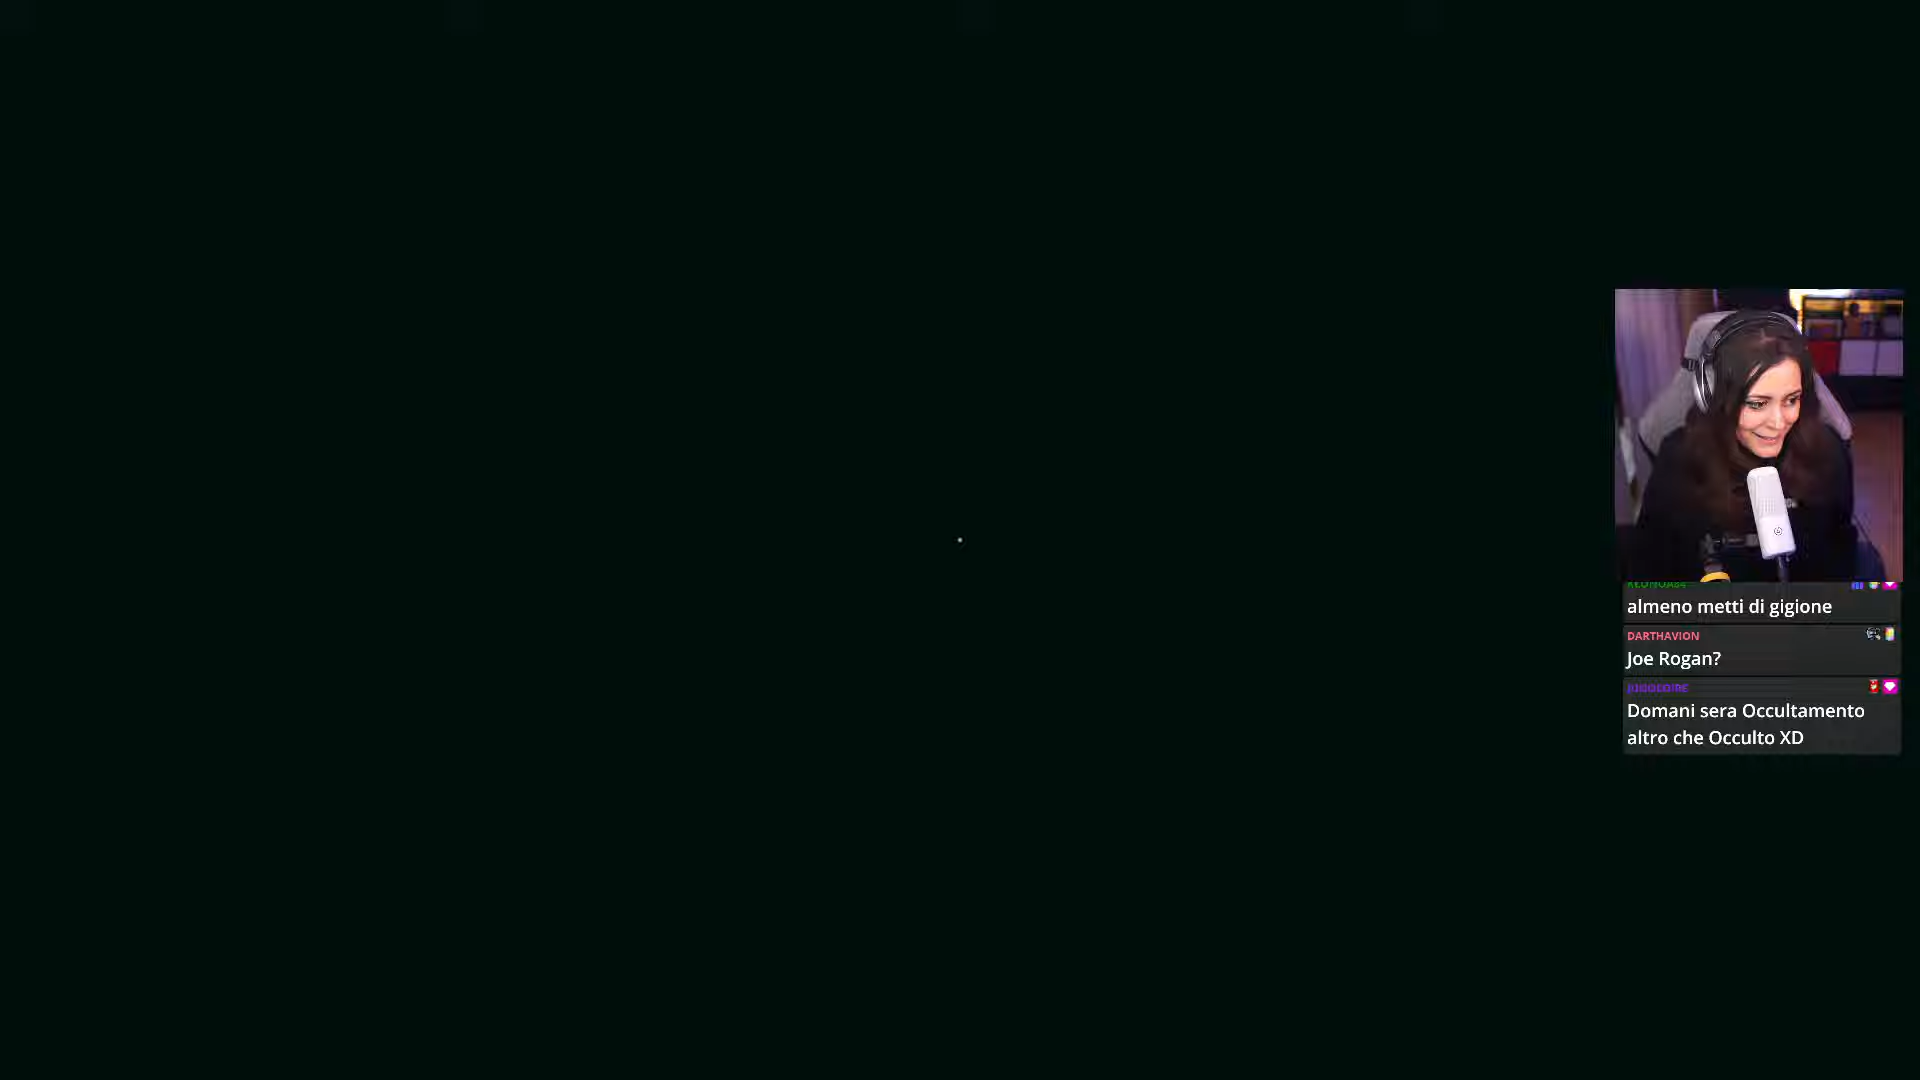 almeno metti di gigione
DARTHAVION
Joe Rogan?
Domani sera Occultamento
altro che Occulto XD